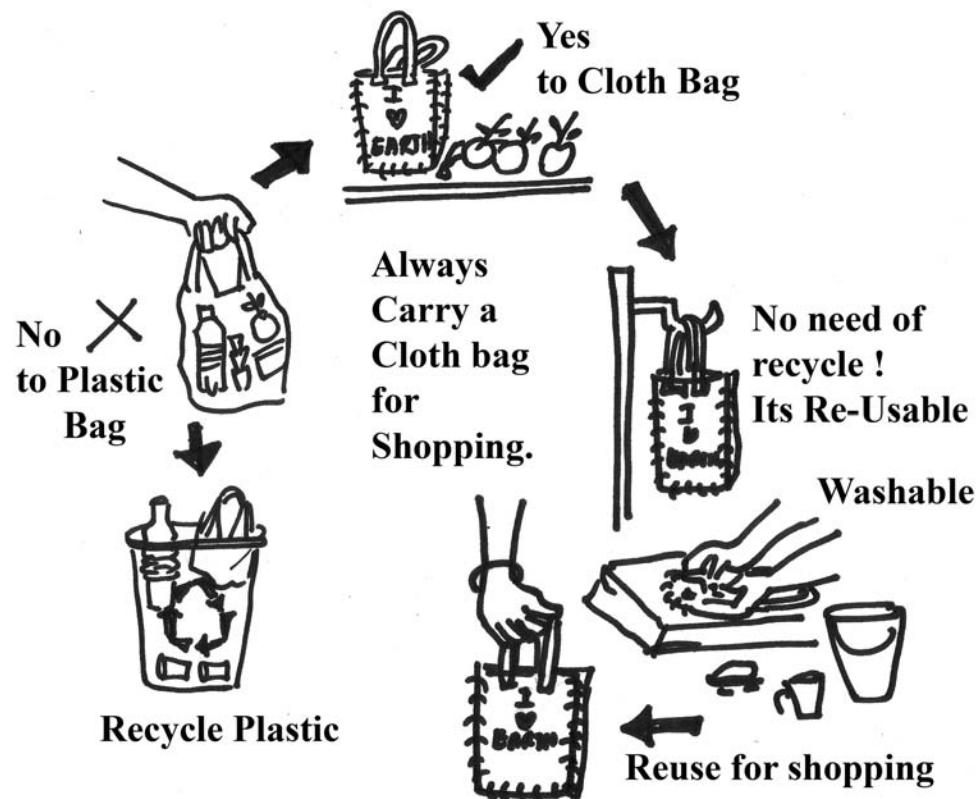 Yes
to Cloth Bag
I
EARTH
No
to Plastic
Bag
Always
Carry a
Cloth bag
for
Shopping.
No need of
recycle !
Its Re-Usable
I
EARTH
Washable
Recycle Plastic
I
EARTH
Reuse for shopping